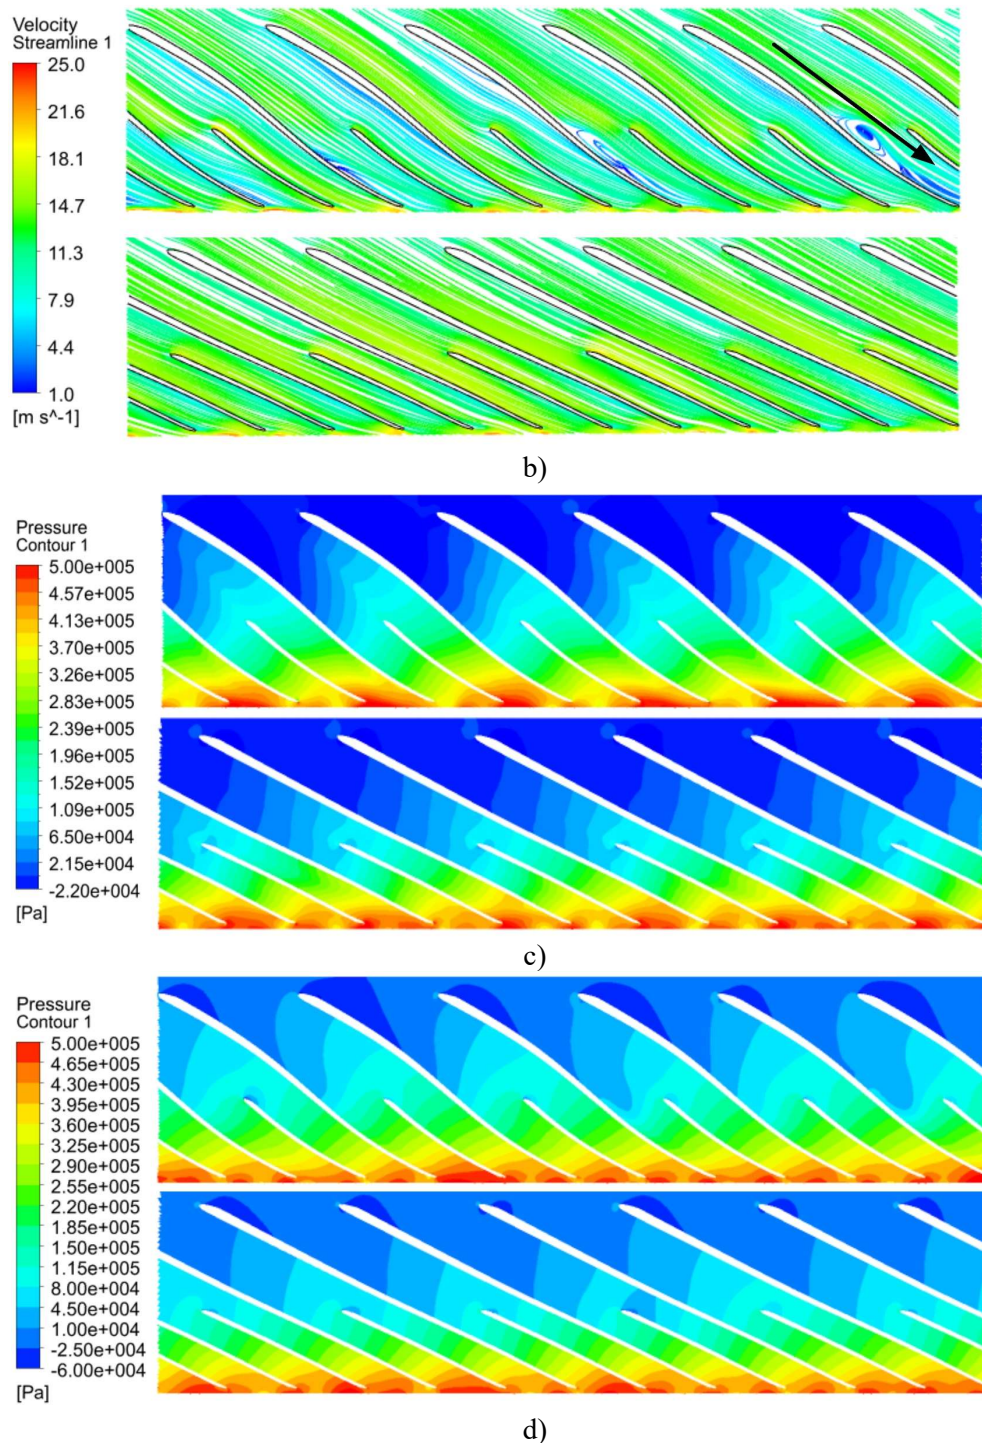 Velocity
Streamline 1
25.0
21.6
18.1
14.7
11.3
7.9
4.4
1.0
[m s^-1]
b)
Pressure
Contour 1
5.00e+005
4.57e+005
4.13e+005
3.70e+005
3.26e+005
2.83e+005
2.39e+005
1.96e+005
1.52e+005
1.09e+005
6.50e+004
2.15e+004
-2.20e+004
[Pa]
c)
Pressure
Contour 1
5.00e+005
4.65e+005
4.30e+005
3.95e+005
3.60e+005
3.25e+005
2.90e+005
2.55e+005
2.20e+005
1.85e+005
1.50e+005
1.15e+005
8.00e+004
4.50e+004
1.00e+004
-2.50e+004
-6.00e+004
[Pa]
d)